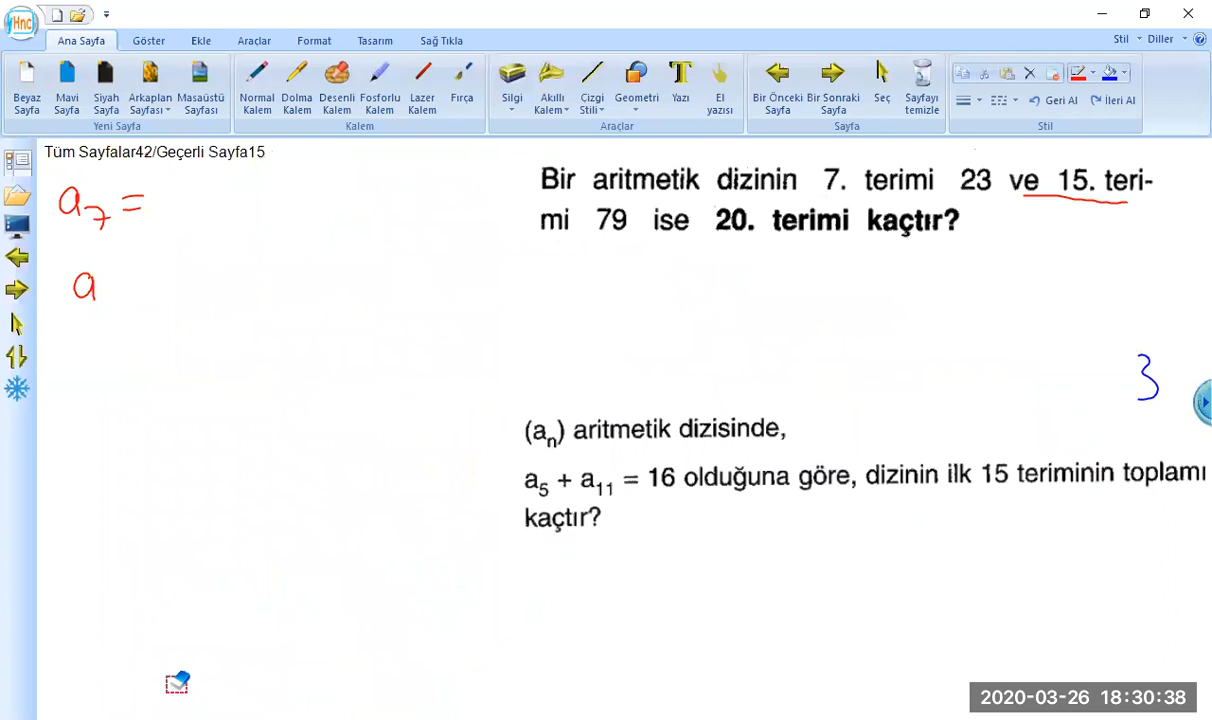 Hnc
Ana Sayfa Göster Ekle Araçlar Format Tasarım Sağ Tıkla Stil Diller
Beyaz Sayfa Mavi Sayfa Siyah Sayfa Arkaplan Sayfası Masaüstü Sayfa
Normal Kalem Dolma Kalem Desenli Kalem Fosforlu Kalem Lazer Kalem Fırça
Silgi Akıllı Kalem Çizgi Stili Geometri Yazı El yazısı
Bir Önceki Sayfa Bir Sonraki Sayfa Seç Sayfayı temizle
Geri Al İleri Al
Yeni Sayfa Kalem Araçlar Sayfa Stil
Tüm Sayfalar42/Geçerli Sayfa15
a7 =
a
Bir aritmetik dizinin 7. terimi 23 ve 15. teri-
mi 79 ise 20. terimi kaçtır?
3
(an) aritmetik dizisinde,
a5 + a11 = 16 olduğuna göre, dizinin ilk 15 teriminin toplamı
kaçtır?
2020-03-26 18:30:38